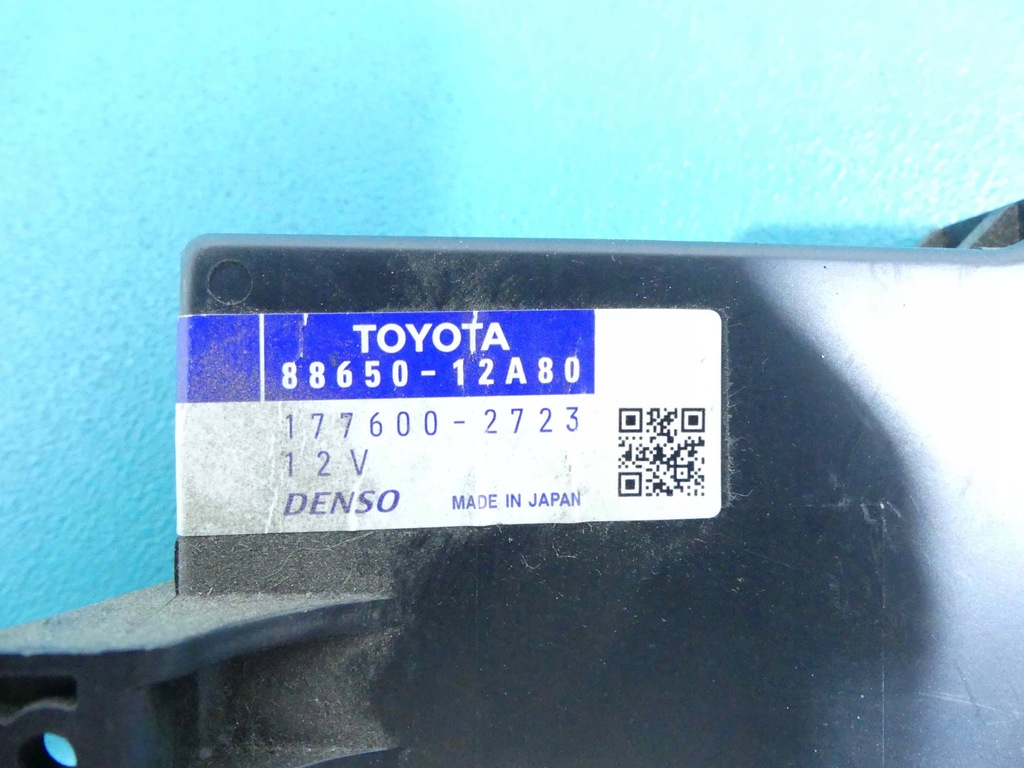 TOYOTA
88650-12A80
177600-2723
12V
DENSO MADE IN JAPAN